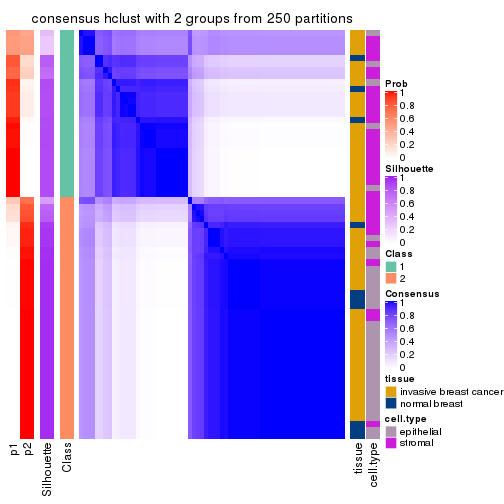 consensus hclust with 2 groups from 250 partitions
Prob
1
0.8
0.6
0.4
0.2
0
Silhouette
1
0.8
0.6
0.4
0.2
0
Class
1
2
Consensus
1
0.8
0.6
0.4
0.2
0
tissue
invasive breast cancer
normal breast
cell.type
epithelial
stromal
p1
p2
Silhouette
Class
tissue
cell.type